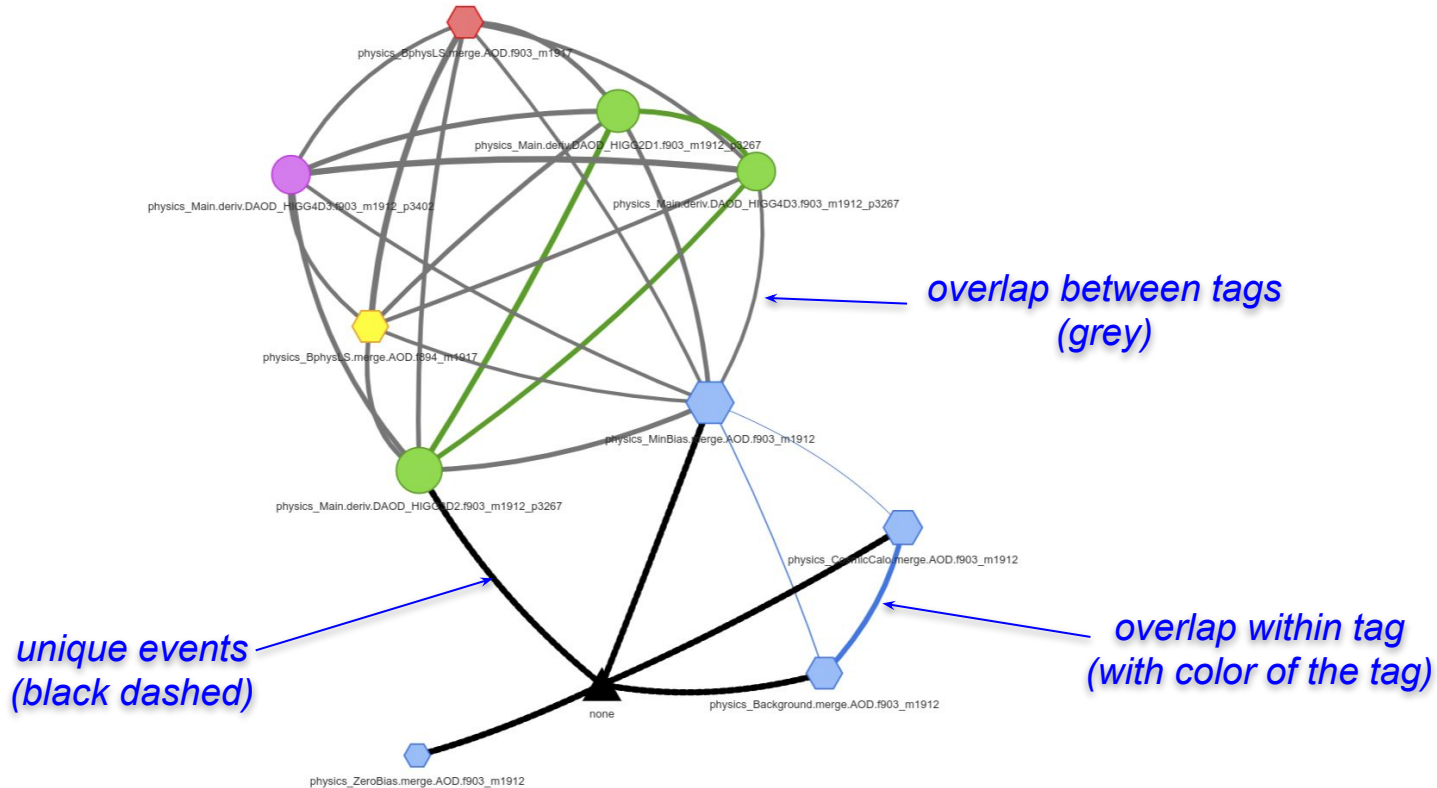 physics_BphysLS.merge.AOD.f903_m1917
physics_Main.deriv.DAOD_HIGG2D1.f903_m1912_p3267
physics_Main.deriv.DAOD_HIGG4D3.f903_m1912_p3402
physics_Main.deriv.DAOD_HIGG4D3.f903_m1912_p3267
overlap between tags
(grey)
physics_BphysLS.merge.AOD.f894_m1917
physics_MinBias.merge.AOD.f903_m1912
physics_Main.deriv.DAOD_HIGG3D2.f903_m1912_p3267
physics_CosmicCalo.merge.AOD.f903_m1912
overlap within tag
(with color of the tag)
unique events
(black dashed)
physics_Background.merge.AOD.f903_m1912
none
physics_ZeroBias.merge.AOD.f903_m1912